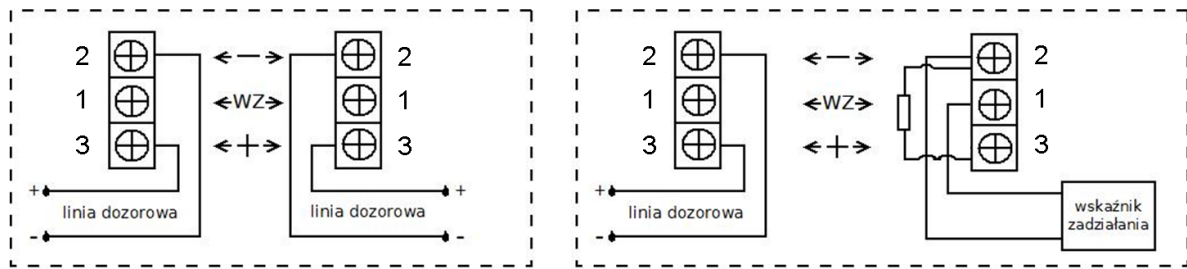 2 2
1 WZ 1
3 3
+ +
linia dozorowa linia dozorowa
- -
2 2
1 WZ 1
3 3
+
linia dozorowa
-
wskaźnik
zadziałania